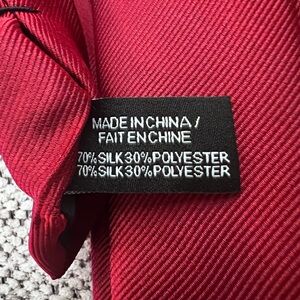 MADE IN CHINA /
FAIT EN CHINE
70% SILK 30% POLYESTER
70% SILK 30% POLYESTER